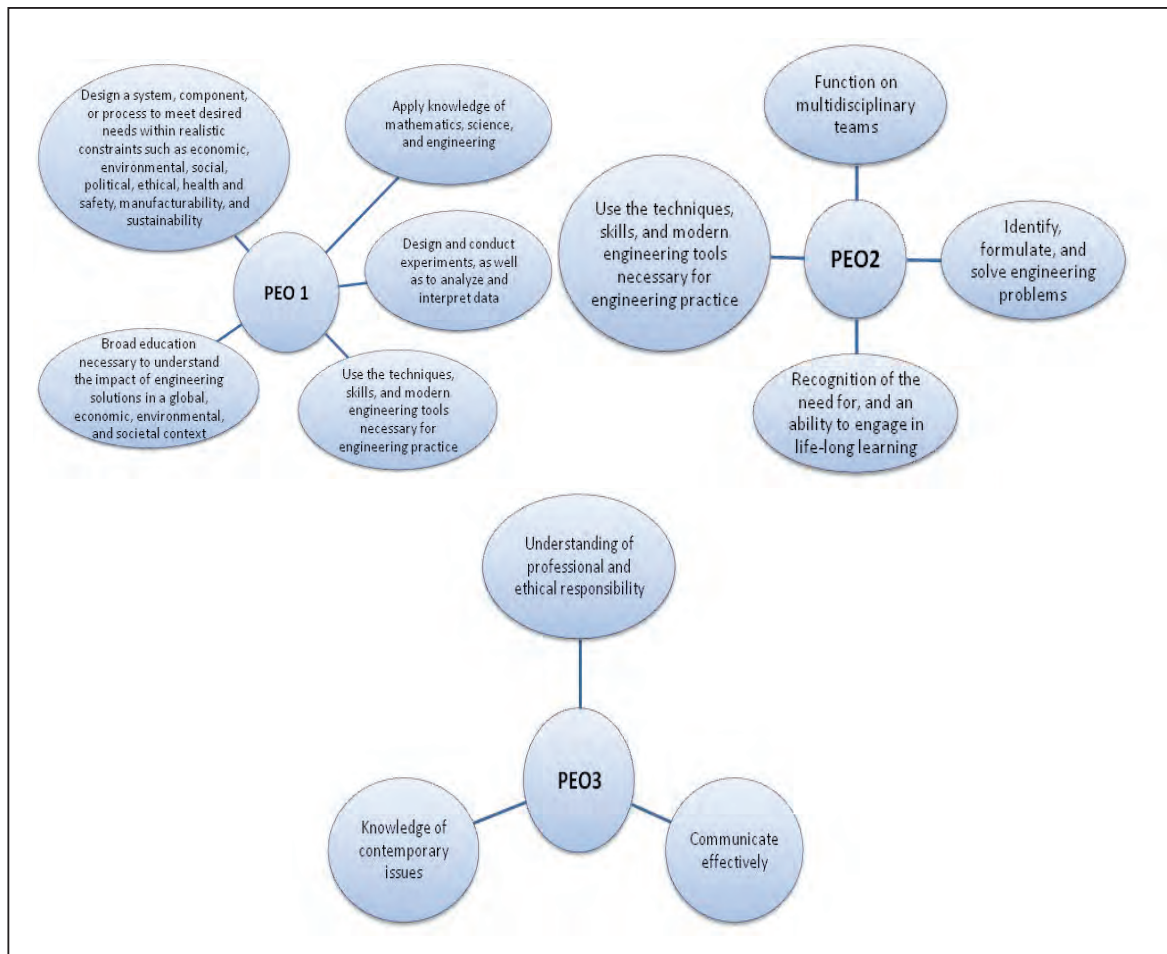 Design a system, component,
or process to meet desired
needs within realistic
constraints such as economic,
environmental, social,
political, ethical, health and
safety, manufacturability, and
sustainability
Apply knowledge of
mathematics, science,
and engineering
Design and conduct
experiments, as well
as to analyze and
interpret data
PEO 1
Broad education
necessary to understand
the impact of engineering
solutions in a global,
economic, environmental,
and societal context
Use the techniques,
skills, and modern
engineering tools
necessary for
engineering practice
Function on
multidisciplinary
teams
Use the techniques,
skills, and modern
engineering tools
necessary for
engineering practice
PEO2
Identify,
formulate, and
solve engineering
problems
Recognition of the
need for, and an
ability to engage in
life-long learning
Understanding of
professional and
ethical responsibility
PEO3
Knowledge of
contemporary
issues
Communicate
effectively